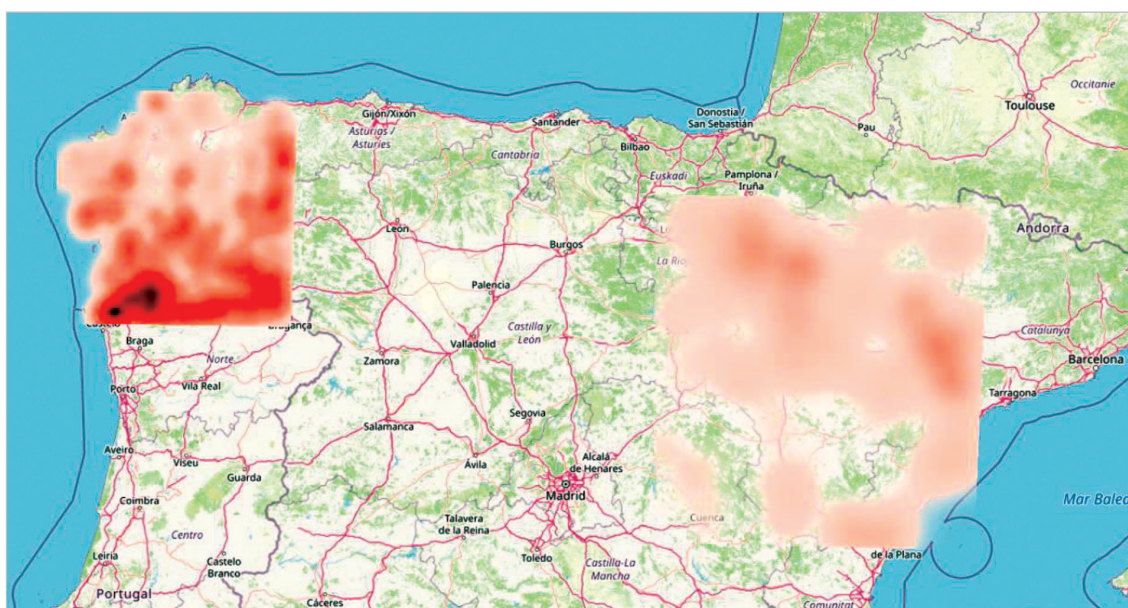 Occitanie
Toulouse
Gijón/Xixón
Santander
Donostia /
San Sebastián
Pau
Asturias /
Asturies
Bilbao
Cantabria
Euskadi
Pamplona /
Iruña
León
Burgos
Andorra
La Rio
Palencia
Castelo
Bragança
Braga
Castilla y
León
Valladolid
Catalunya
Norte
Zamora
Barcelona
Porto
Vila Real
Tarragona
Segovia
Salamanca
Aveiro
Viseu
Ávila
Alcalá
de Henares
Guarda
Madrid
Coimbra
Mar Balea
Talavera
de la Reina
Cuenca
Centro
Leiria
Castelo
Branco
Toledo
Castilla-La
Mancha
de la Plana
Portugal
Cáceres
Comunitat